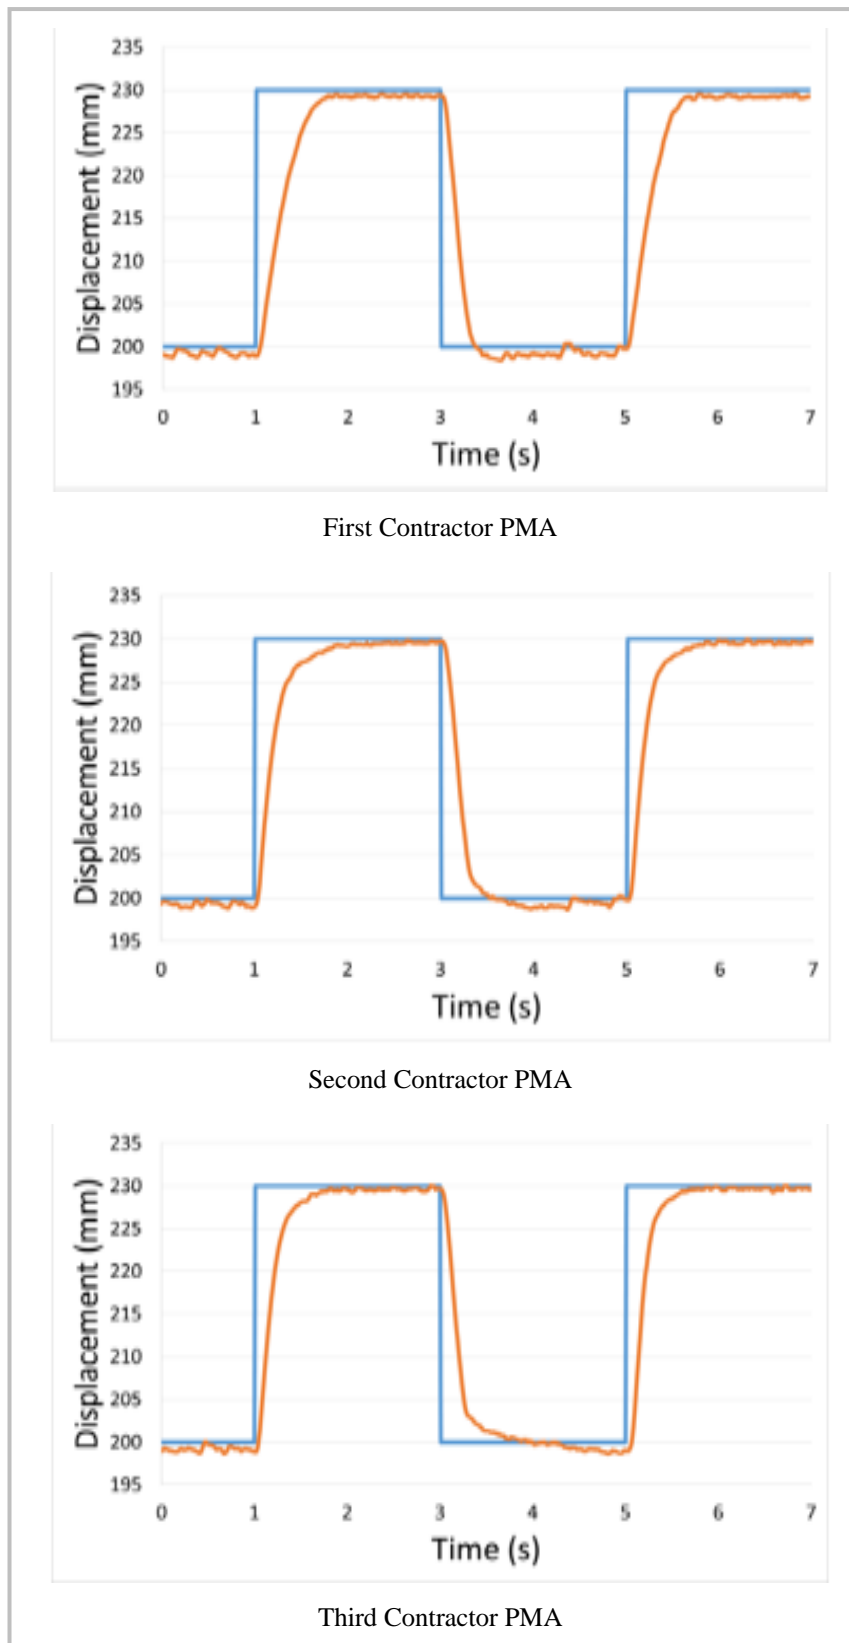 235
230
225
220
215
210
205
200
195
Displacement (mm)
0 1 2 3 4 5 6 7
Time (s)
First Contractor PMA
235
230
225
220
215
210
205
200
195
Displacement (mm)
0 1 2 3 4 5 6 7
Time (s)
Second Contractor PMA
235
230
225
220
215
210
205
200
195
Displacement (mm)
0 1 2 3 4 5 6 7
Time (s)
Third Contractor PMA